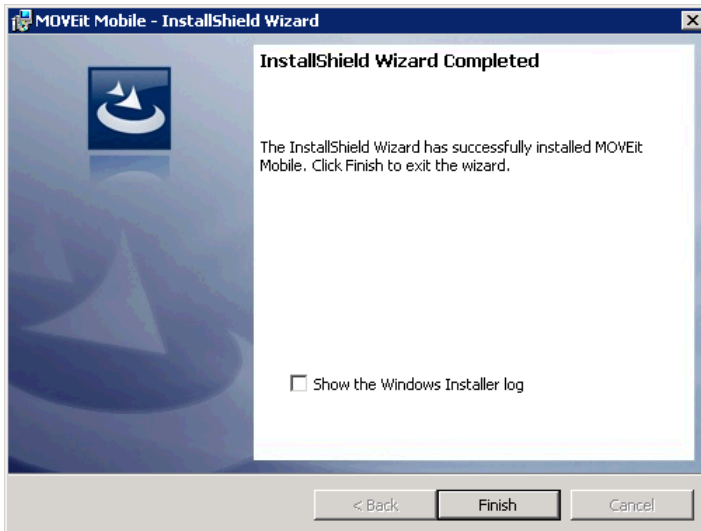 MOVEit Mobile - InstallShield Wizard
InstallShield Wizard Completed
The InstallShield Wizard has successfully installed MOVEit
Mobile. Click Finish to exit the wizard.
Show the Windows Installer log
< Back
Finish
Cancel